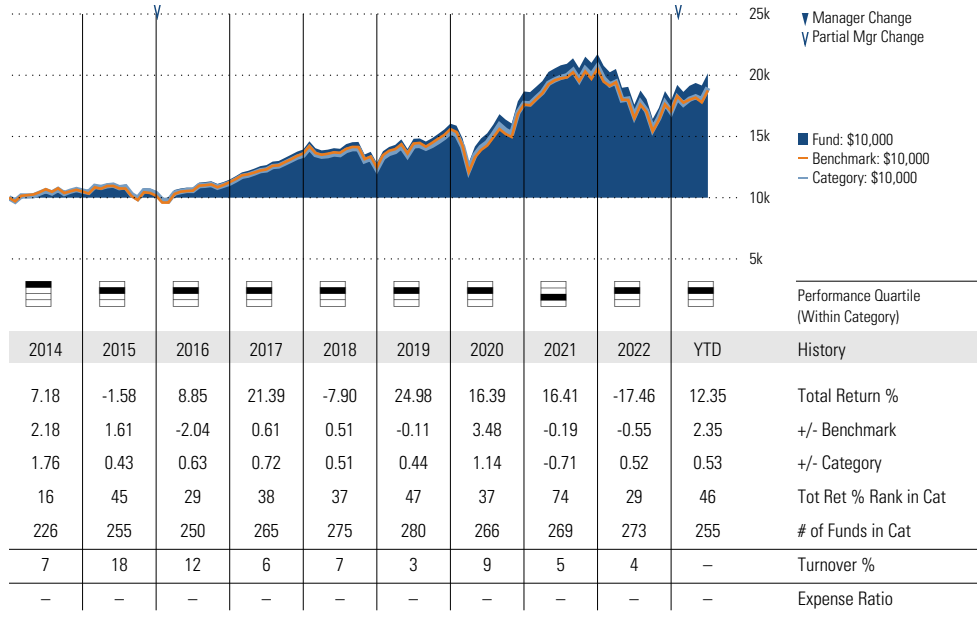 25k
Manager Change
Partial Mgr Change
20k
15k
Fund: $10,000
Benchmark: $10,000
Category: $10,000
10k
5k
Performance Quartile
(Within Category)
2014 2015 2016 2017 2018 2019 2020 2021 2022 YTD History
7.18 -1.58 8.85 21.39 -7.90 24.98 16.39 16.41 -17.46 12.35 Total Return %
2.18 1.61 -2.04 0.61 0.51 -0.11 3.48 -0.19 -0.55 2.35 +/- Benchmark
1.76 0.43 0.63 0.72 0.51 0.44 1.14 -0.71 0.52 0.53 +/- Category
16 45 29 38 37 47 37 74 29 46 Tot Ret % Rank in Cat
226 255 250 265 275 280 266 269 273 255 # of Funds in Cat
7 18 12 6 7 3 9 5 4 – Turnover %
– – – – – – – – – – Expense Ratio